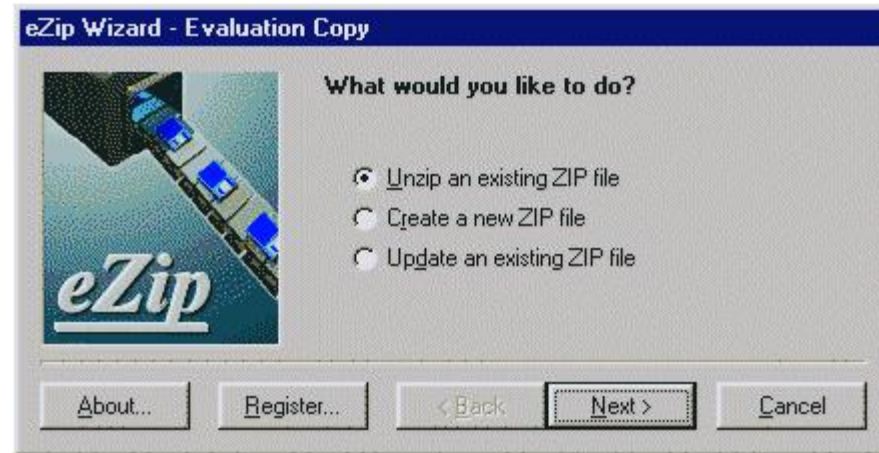 eZip Wizard - Evaluation Copy
What would you like to do?
Unzip an existing ZIP file
Create a new ZIP file
Update an existing ZIP file
eZip
About... Register... < Back Next > Cancel